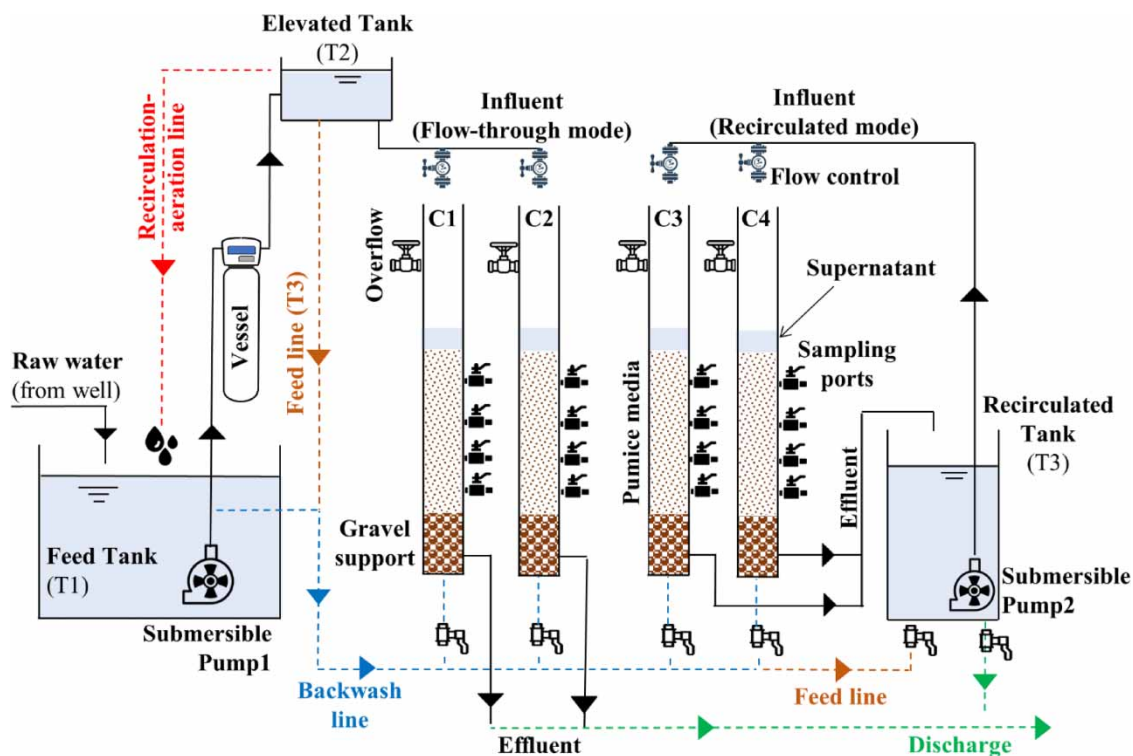 Elevated Tank
(T2)
Recirculation-
aeration line
Influent
(Flow-through mode)
Influent
(Recirculated mode)
Flow control
C1
C2
C3
C4
Overflow
Supernatant
Vessel
Feed line (T3)
Raw water
(from well)
Sampling
ports
Pumice media
Recirculated
Tank
(T3)
Effluent
Gravel
support
Feed Tank
(T1)
Submersible
Pump1
Submersible
Pump2
Backwash
line
Feed line
Effluent
Discharge